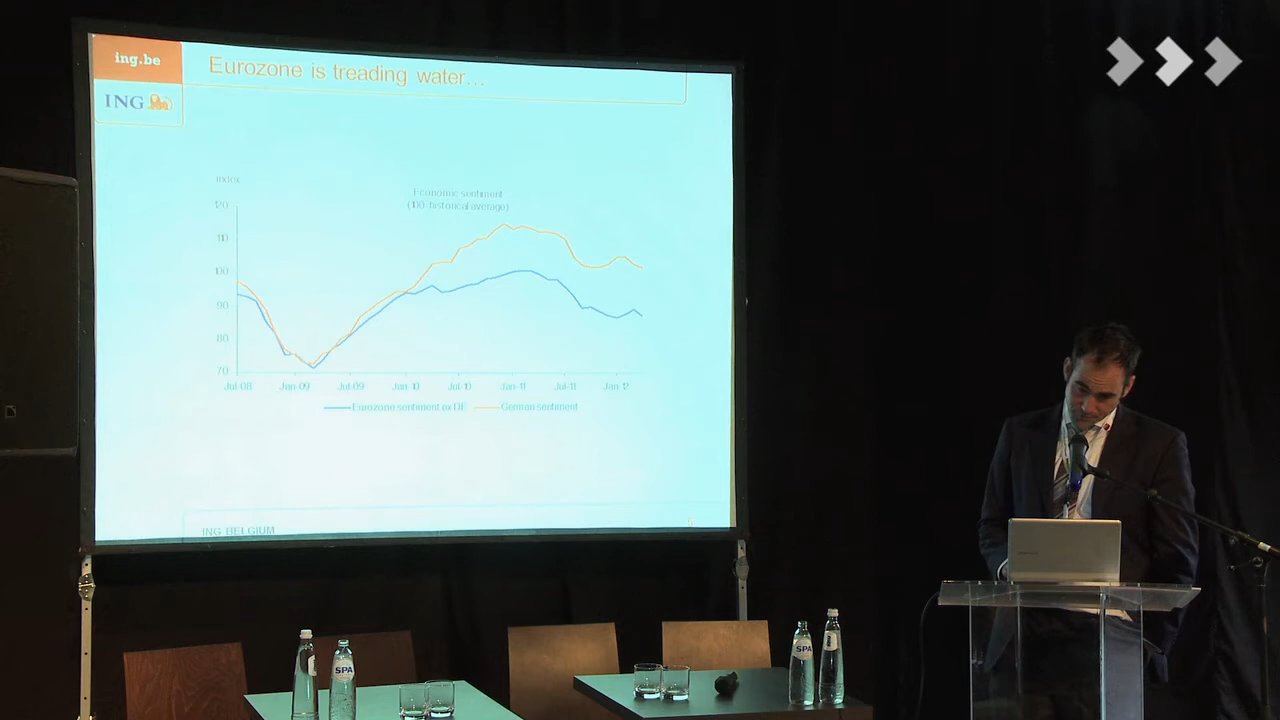 ing.be
ING
Eurozone is treading water...
index
Economic sentiment
(100=historical average)
120
110
100
90
80
70
Jul-08 Jan-09 Jul-09 Jan-10 Jul-10 Jan-11 Jul-11 Jan-12
Eurozone sentiment ex DE German sentiment
ING BELGIUM
SPA
SPA